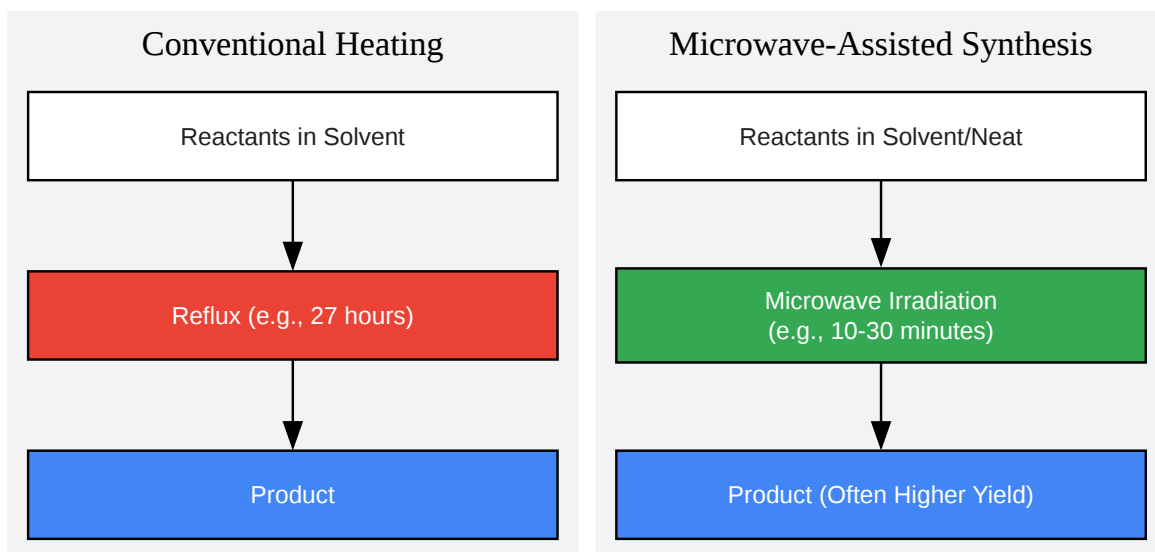 Conventional Heating
Reactants in Solvent
Reflux (e.g., 27 hours)
Product
Microwave-Assisted Synthesis
Reactants in Solvent/Neat
Microwave Irradiation
(e.g., 10-30 minutes)
Product (Often Higher Yield)